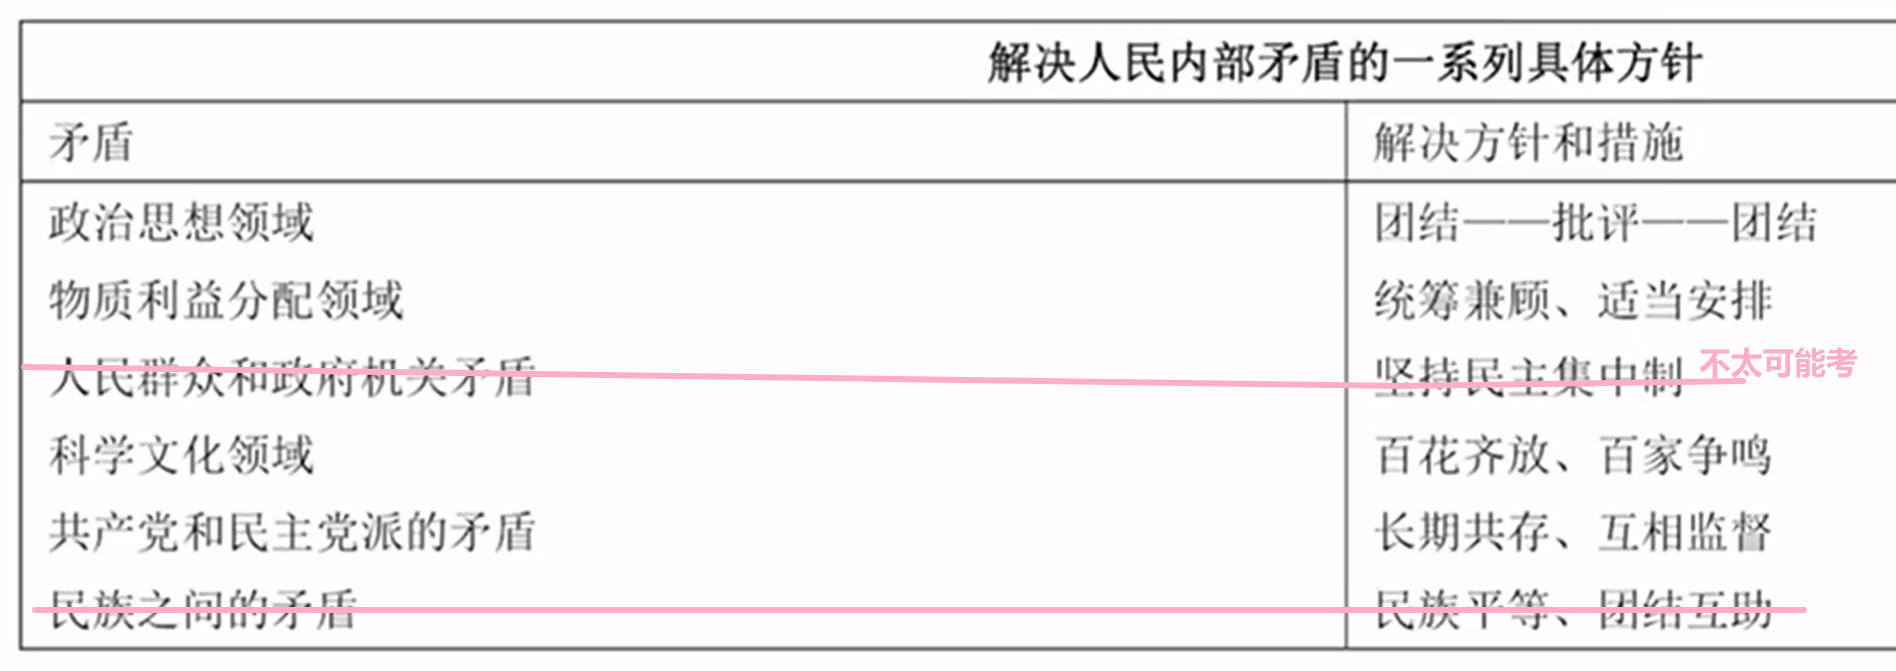 解决人民内部矛盾的一系列具体方针
矛盾 解决方针和措施
政治思想领域 团结——批评——团结
物质利益分配领域 统筹兼顾、适当安排
人民群众和政府机关矛盾 坚持民主集中制 不太可能考
科学文化领域 百花齐放、百家争鸣
共产党和民主党派的矛盾 长期共存、互相监督
民族之间的矛盾 民族平等、团结互助